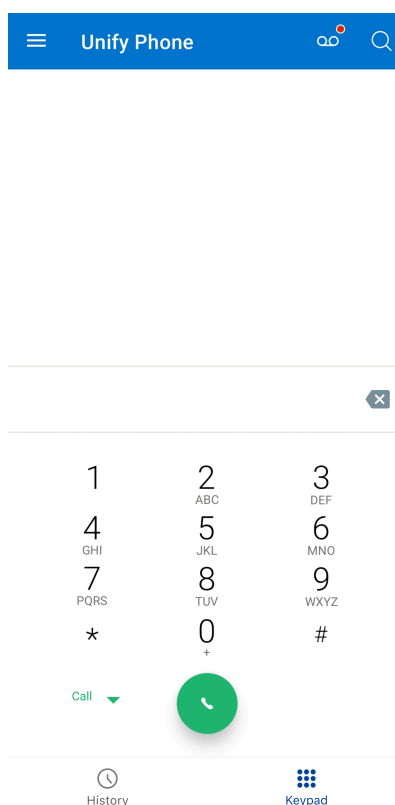 Unify Phone
1 2 3
ABC DEF
4 5 6
GHI JKL MNO
7 8 9
PQRS TUV WXYZ
* 0 #
+
Call
History Keypad